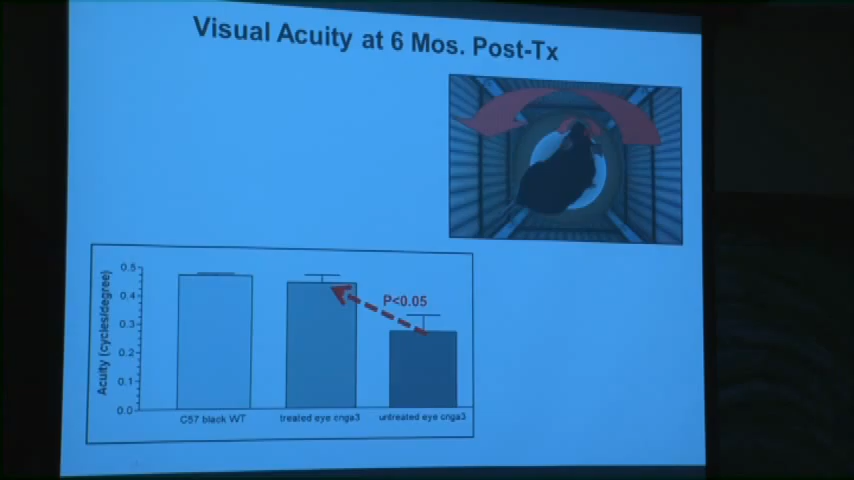 Visual Acuity at 6 Mos. Post-Tx
Acuity (cycles/degree)
0.5
0.4
0.3
0.2
0.1
0.0
P<0.05
C57 black WT
treated eye cnga3
untreated eye cnga3